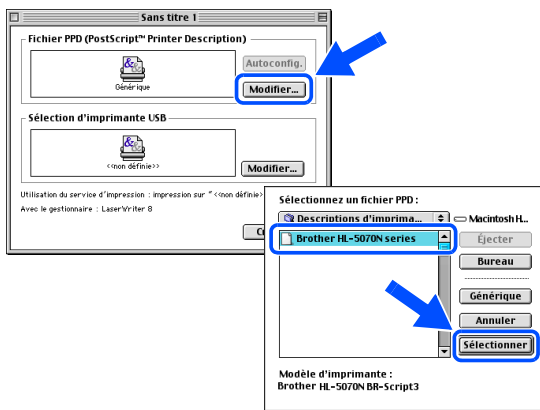 Sans titre 1
Fichier PPD (PostScript™ Printer Description)
Générique
Autoconfig.
Modifier...
Sélection d'imprimante USB
<<non définie>>
Modifier...
Utilisation du service d'impression : impression sur "<<non définie>
Avec le gestionnaire : LaserWriter 8
Sélectionnez un fichier PPD :
Descriptions d'imprima...
Macintosh H...
Brother HL-5070N series
Éjecter
Bureau
Générique
Annuler
Sélectionner
Modèle d'imprimante :
Brother HL-5070N BR-Script3